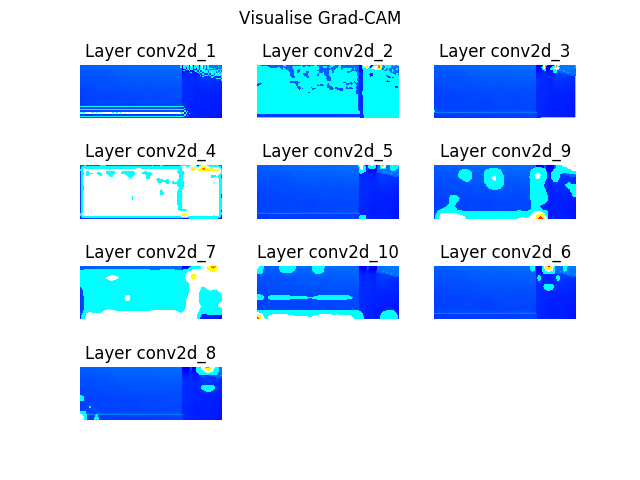 Visualise Grad-CAM
Layer conv2d_1
Layer conv2d_2
Layer conv2d_3
Layer conv2d_4
Layer conv2d_5
Layer conv2d_9
Layer conv2d_7
Layer conv2d_10
Layer conv2d_6
Layer conv2d_8